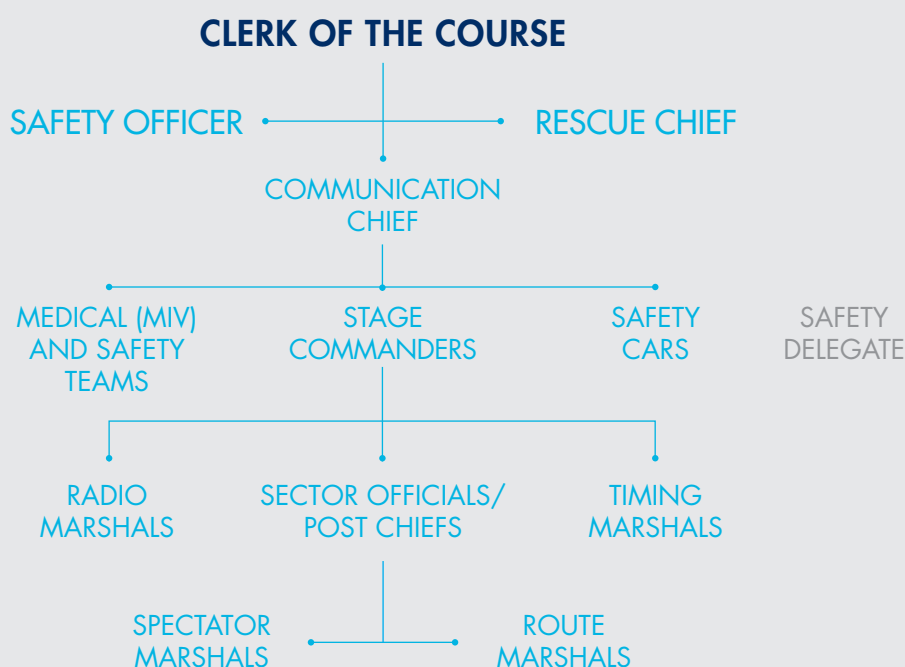 CLERK OF THE COURSE
SAFETY OFFICER
RESCUE CHIEF
COMMUNICATION
CHIEF
MEDICAL (MIV)
AND SAFETY
TEAMS
STAGE
COMMANDERS
SAFETY
CARS
SAFETY
DELEGATE
RADIO
MARSHALS
SECTOR OFFICIALS/
POST CHIEFS
TIMING
MARSHALS
SPECTATOR
MARSHALS
ROUTE
MARSHALS